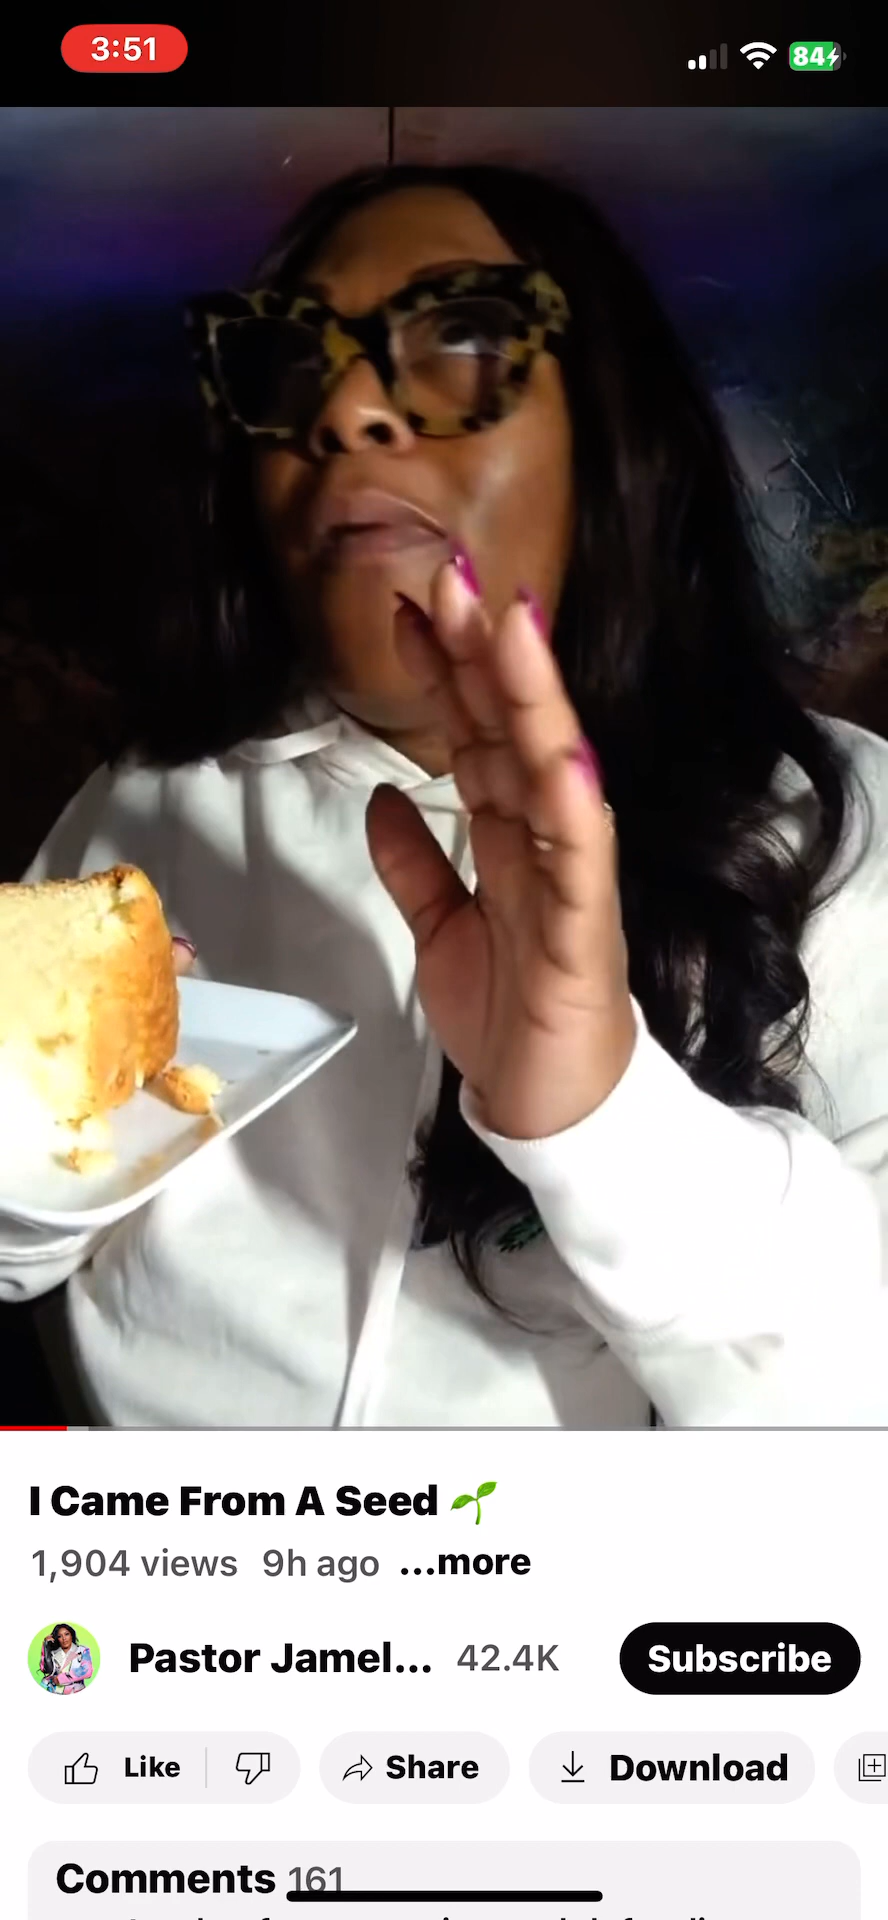 3:51
84
I Came From A Seed 🌱
1,904 views 9h ago ...more
Pastor Jamel... 42.4K Subscribe
Like Share Download
Comments 161